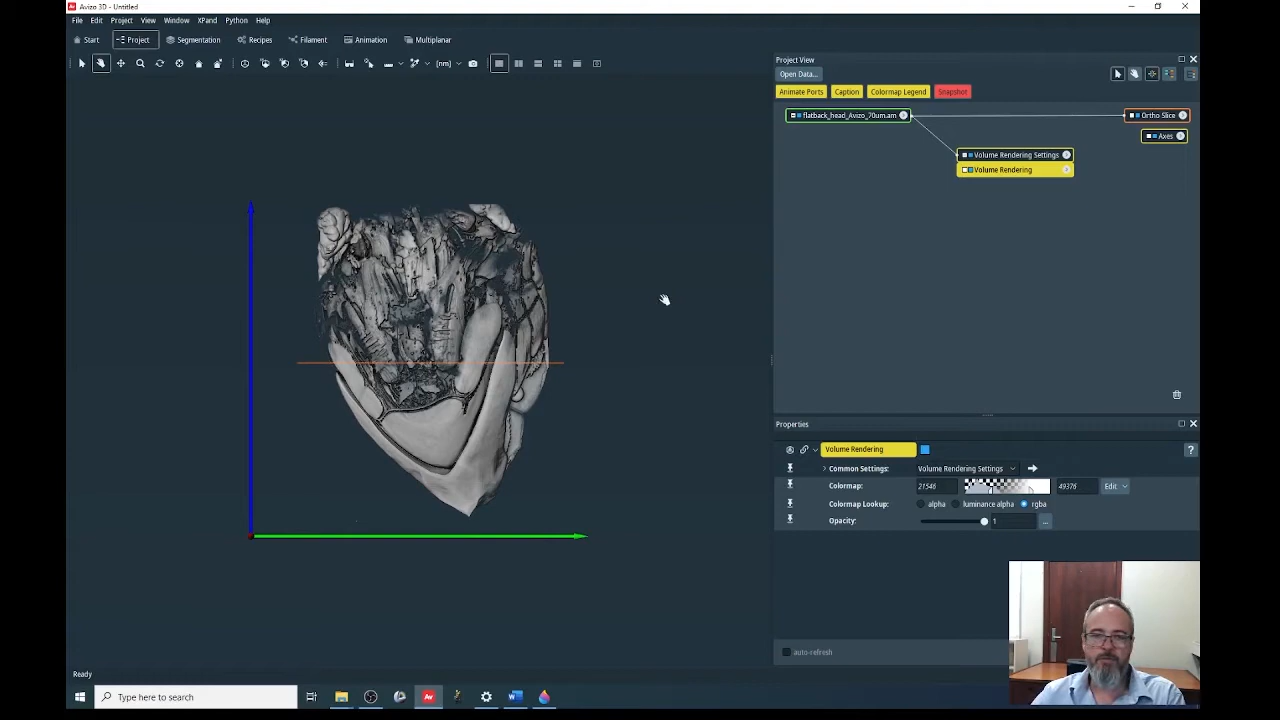 Avizo 3D - Untitled
File Edit Project View Window XPand Python Help
Start Project Segmentation Recipes Filament Animation Multiplanar
[nm]
Project View
Open Data...
Animate Ports Caption Colormap Legend Snapshot
flatback_head_Avizo_70um.am
Ortho Slice
Axes
Volume Rendering Settings
Volume Rendering
Properties
Volume Rendering ?
Common Settings: Volume Rendering Settings
Colormap: 21546 49376 Edit
Colormap Lookup: alpha luminance alpha rgba
Opacity: 1 ...
auto-refresh
Ready
Type here to search